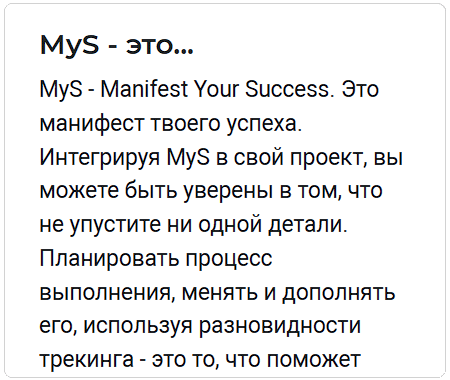 MyS - это...
MyS - Manifest Your Success. Это
манифест твоего успеха.
Интегрируя MyS в свой проект, вы
можете быть уверены в том, что
не упустите ни одной детали.
Планировать процесс
выполнения, менять и дополнять
его, используя разновидности
трекинга - это то, что поможет